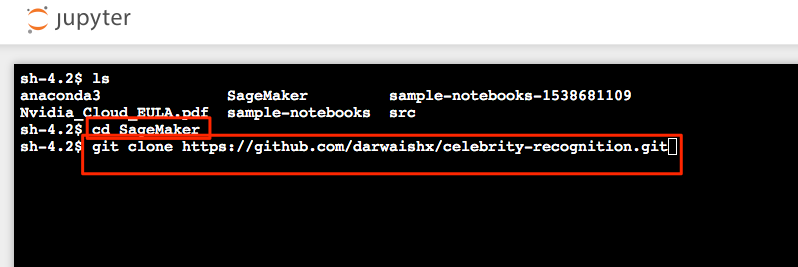 jupyter
sh-4.2$ ls
anaconda3 SageMaker sample-notebooks-1538681109
Nvidia_Cloud_EULA.pdf sample-notebooks src
sh-4.2$ cd SageMaker
sh-4.2$ git clone https://github.com/darwaishx/celebrity-recognition.git